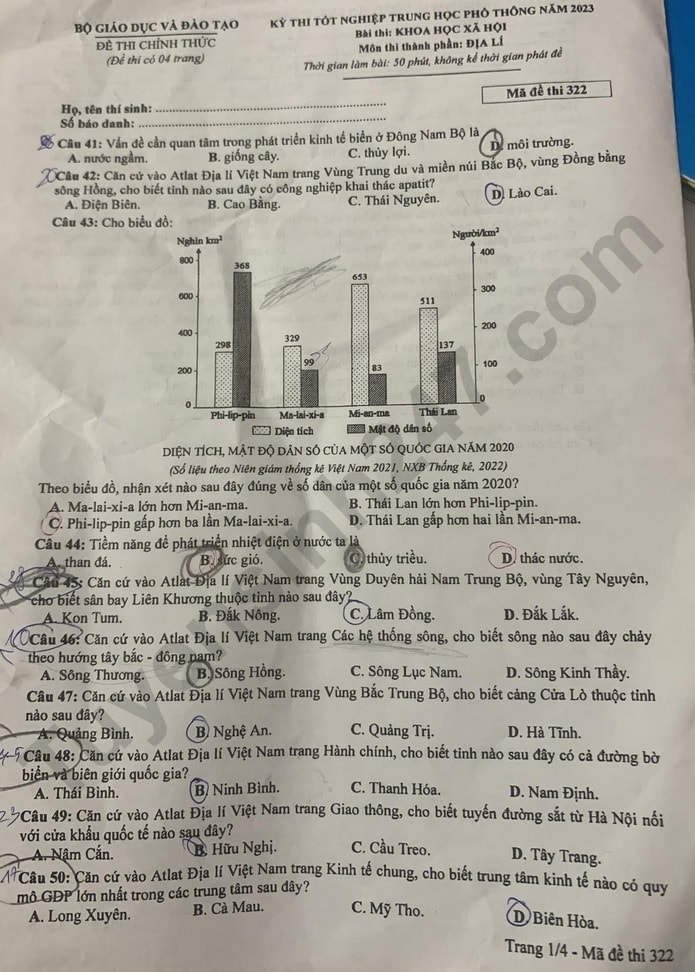 BỘ GIÁO DỤC VÀ ĐÀO TẠO
ĐỀ THI CHÍNH THỨC
(Đề thi có 04 trang)
KỲ THI TỐT NGHIỆP TRUNG HỌC PHỔ THÔNG NĂM 2023
Bài thi: KHOA HỌC XÃ HỘI
Môn thi thành phần: ĐỊA LÍ
Thời gian làm bài: 50 phút, không kể thời gian phát đề
Họ, tên thí sinh: ..........
Số báo danh: ..........
Mã đề thi 322
Câu 41: Vấn đề cần quan tâm trong phát triển kinh tế biển ở Đông Nam Bộ là
A. nước ngầm. B. giống cây. C. thủy lợi. D. môi trường.
Câu 42: Căn cứ vào Atlat Địa lí Việt Nam trang Vùng Trung du và miền núi Bắc Bộ, vùng Đồng bằng
sông Hồng, cho biết tỉnh nào sau đây có công nghiệp khai thác apatit?
A. Điện Biên. B. Cao Bằng. C. Thái Nguyên. D. Lào Cai.
Câu 43: Cho biểu đồ:
Nghìn km² Người/km²
800 400
600 300
400 200
200 100
0 0
298 368 329 99 653 83 511 137
Phi-lip-pin Ma-lai-xi-a Mi-an-ma Thái Lan
Diện tích Mật độ dân số
DIỆN TÍCH, MẬT ĐỘ DÂN SỐ CỦA MỘT SỐ QUỐC GIA NĂM 2020
(Số liệu theo Niên giám thống kê Việt Nam 2021, NXB Thống kê, 2022)
Theo biểu đồ, nhận xét nào sau đây đúng về số dân của một số quốc gia năm 2020?
A. Ma-lai-xi-a lớn hơn Mi-an-ma. B. Thái Lan lớn hơn Phi-lip-pin.
C. Phi-lip-pin gấp hơn ba lần Ma-lai-xi-a. D. Thái Lan gấp hơn hai lần Mi-an-ma.
Câu 44: Tiềm năng để phát triển nhiệt điện ở nước ta là
A. than đá. B. sức gió. C. thủy triều. D. thác nước.
Câu 45: Căn cứ vào Atlat Địa lí Việt Nam trang Vùng Duyên hải Nam Trung Bộ, vùng Tây Nguyên,
cho biết sân bay Liên Khương thuộc tỉnh nào sau đây?
A. Kon Tum. B. Đắk Nông. C. Lâm Đồng. D. Đắk Lắk.
Câu 46: Căn cứ vào Atlat Địa lí Việt Nam trang Các hệ thống sông, cho biết sông nào sau đây chảy
theo hướng tây bắc - đông nam?
A. Sông Thương. B. Sông Hồng. C. Sông Lục Nam. D. Sông Kinh Thầy.
Câu 47: Căn cứ vào Atlat Địa lí Việt Nam trang Vùng Bắc Trung Bộ, cho biết cảng Cửa Lò thuộc tỉnh
nào sau đây?
A. Quảng Bình. B. Nghệ An. C. Quảng Trị. D. Hà Tĩnh.
Câu 48: Căn cứ vào Atlat Địa lí Việt Nam trang Hành chính, cho biết tỉnh nào sau đây có cả đường bờ
biển và biên giới quốc gia?
A. Thái Bình. B. Ninh Bình. C. Thanh Hóa. D. Nam Định.
Câu 49: Căn cứ vào Atlat Địa lí Việt Nam trang Giao thông, cho biết tuyến đường sắt từ Hà Nội nối
với cửa khẩu quốc tế nào sau đây?
A. Nậm Cắn. B. Hữu Nghị. C. Cầu Treo. D. Tây Trang.
Câu 50: Căn cứ vào Atlat Địa lí Việt Nam trang Kinh tế chung, cho biết trung tâm kinh tế nào có quy
mô GDP lớn nhất trong các trung tâm sau đây?
A. Long Xuyên. B. Cà Mau. C. Mỹ Tho. D. Biên Hòa.
Trang 1/4 - Mã đề thi 322